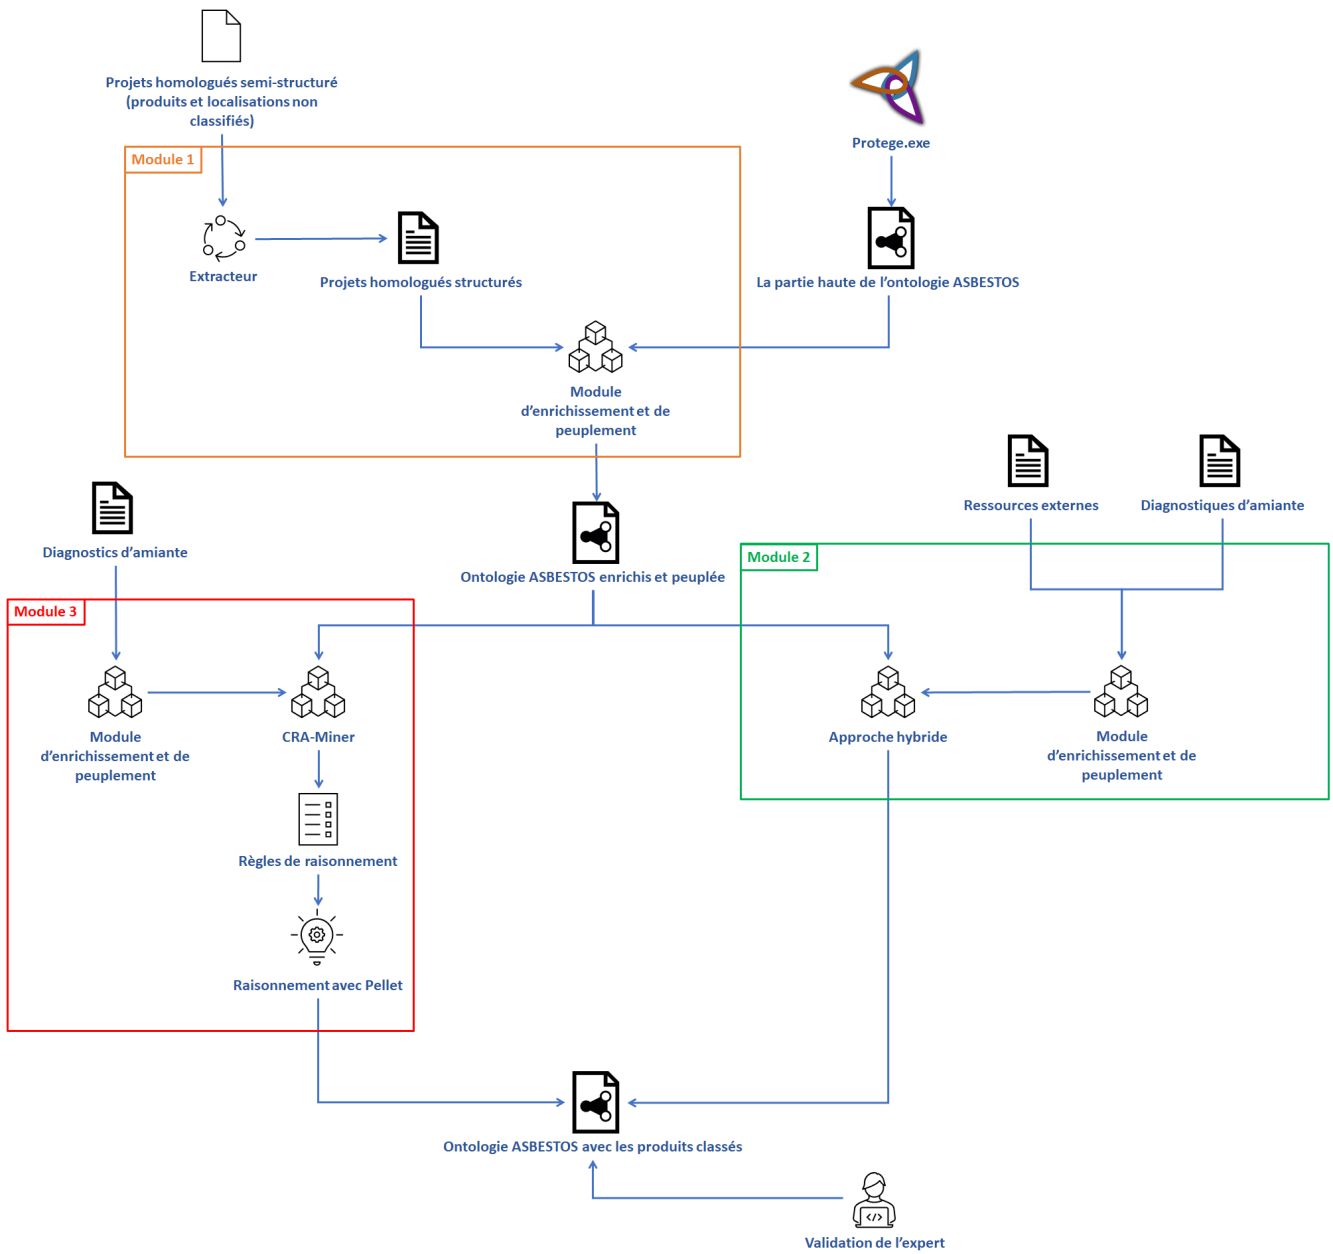 Projets homologués semi-structuré
(produits et localisations non
classifiés)
Protege.exe
Module 1
Extracteur
Projets homologués structurés
La partie haute de l'ontologie ASBESTOS
Module
d'enrichissement et de
peuplement
Ressources externes
Diagnostiques d'amiante
Diagnostics d'amiante
Ontologie ASBESTOS enrichis et peuplée
Module 2
Module 3
Module
d'enrichissement et de
peuplement
CRA-Miner
Approche hybride
Module
d'enrichissement et de
peuplement
Règles de raisonnement
Raisonnement avec Pellet
Ontologie ASBESTOS avec les produits classés
Validation de l'expert